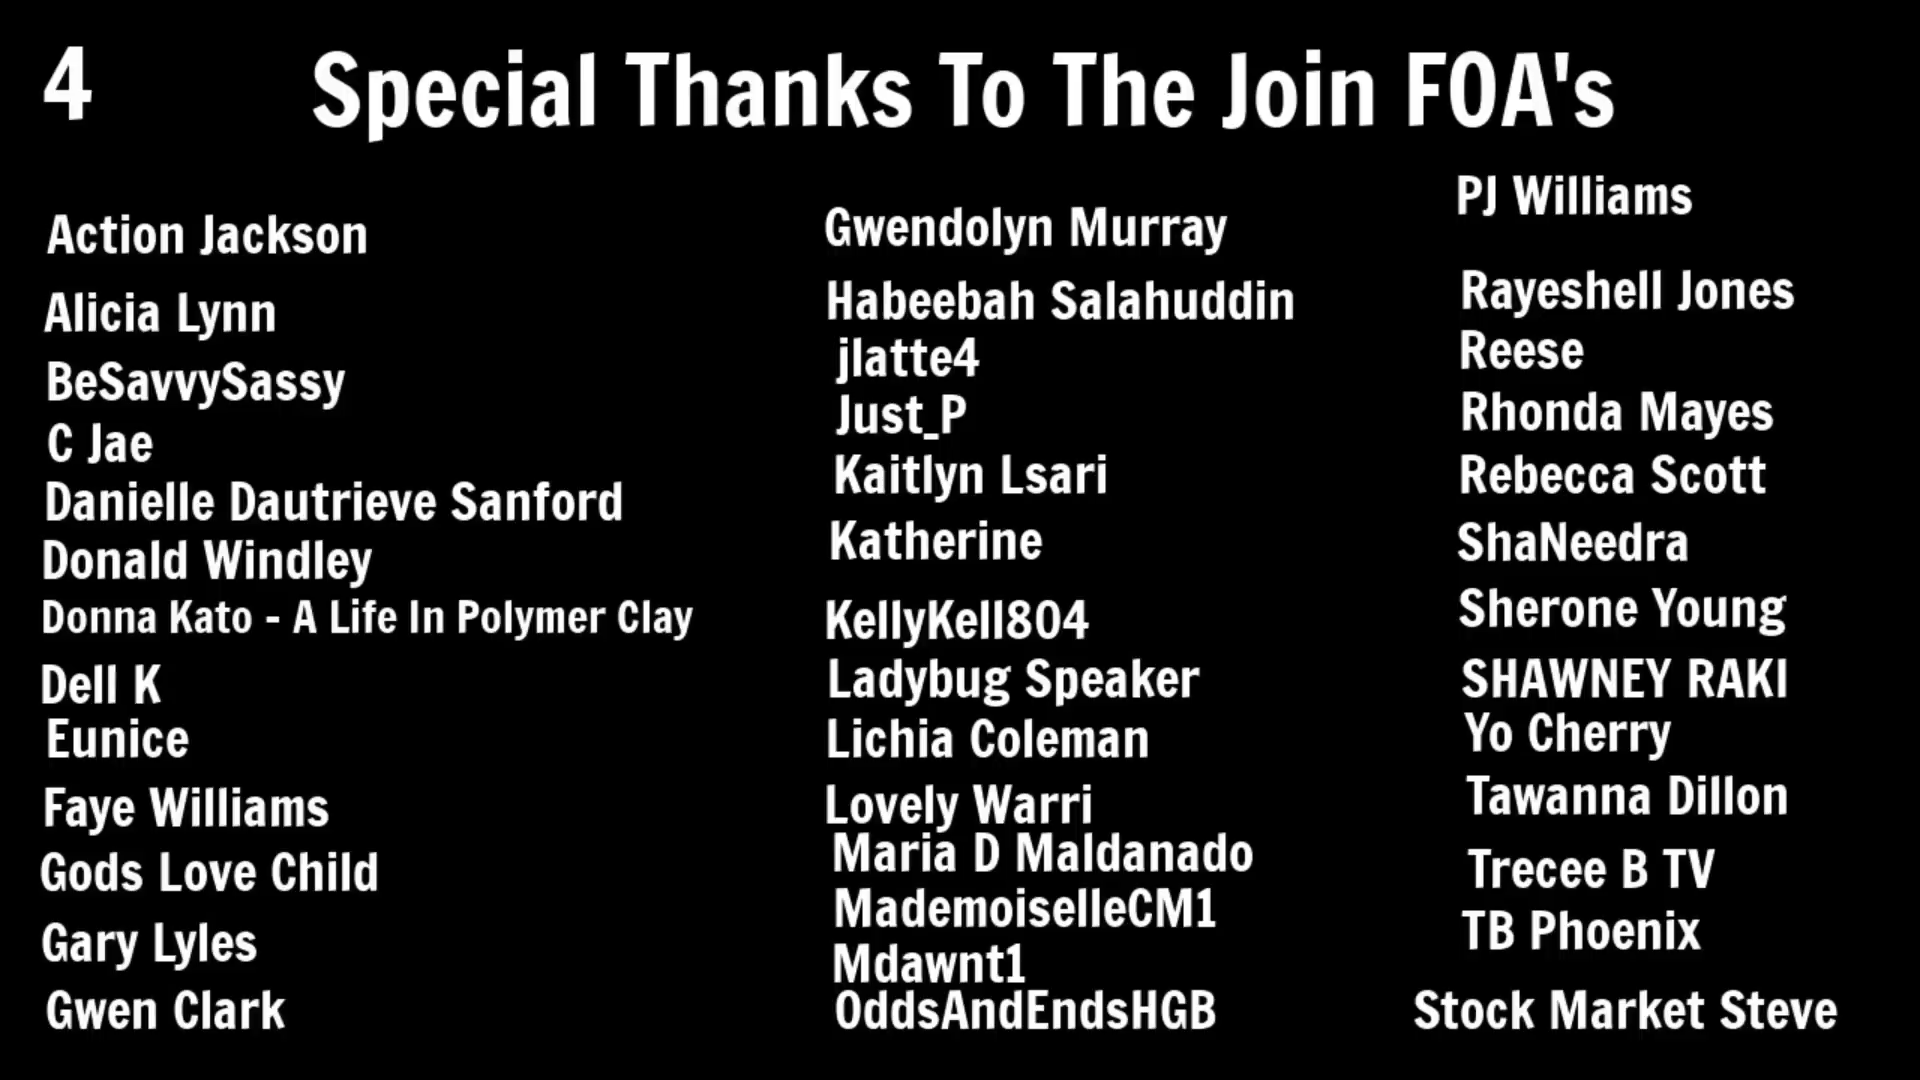 4
Special Thanks To The Join FOA's
Action Jackson
Alicia Lynn
BeSavvySassy
C Jae
Danielle Dautrieve Sanford
Donald Windley
Donna Kato - A Life In Polymer Clay
Dell K
Eunice
Faye Williams
Gods Love Child
Gary Lyles
Gwen Clark
Gwendolyn Murray
Habeebah Salahuddin
jlatte4
Just_P
Kaitlyn Lsari
Katherine
KellyKell804
Ladybug Speaker
Lichia Coleman
Lovely Warri
Maria D Maldanado
MademoiselleCM1
Mdawnt1
OddsAndEndsHGB
PJ Williams
Rayeshell Jones
Reese
Rhonda Mayes
Rebecca Scott
ShaNeedra
Sherone Young
SHAWNEY RAKI
Yo Cherry
Tawanna Dillon
Trecee B TV
TB Phoenix
Stock Market Steve